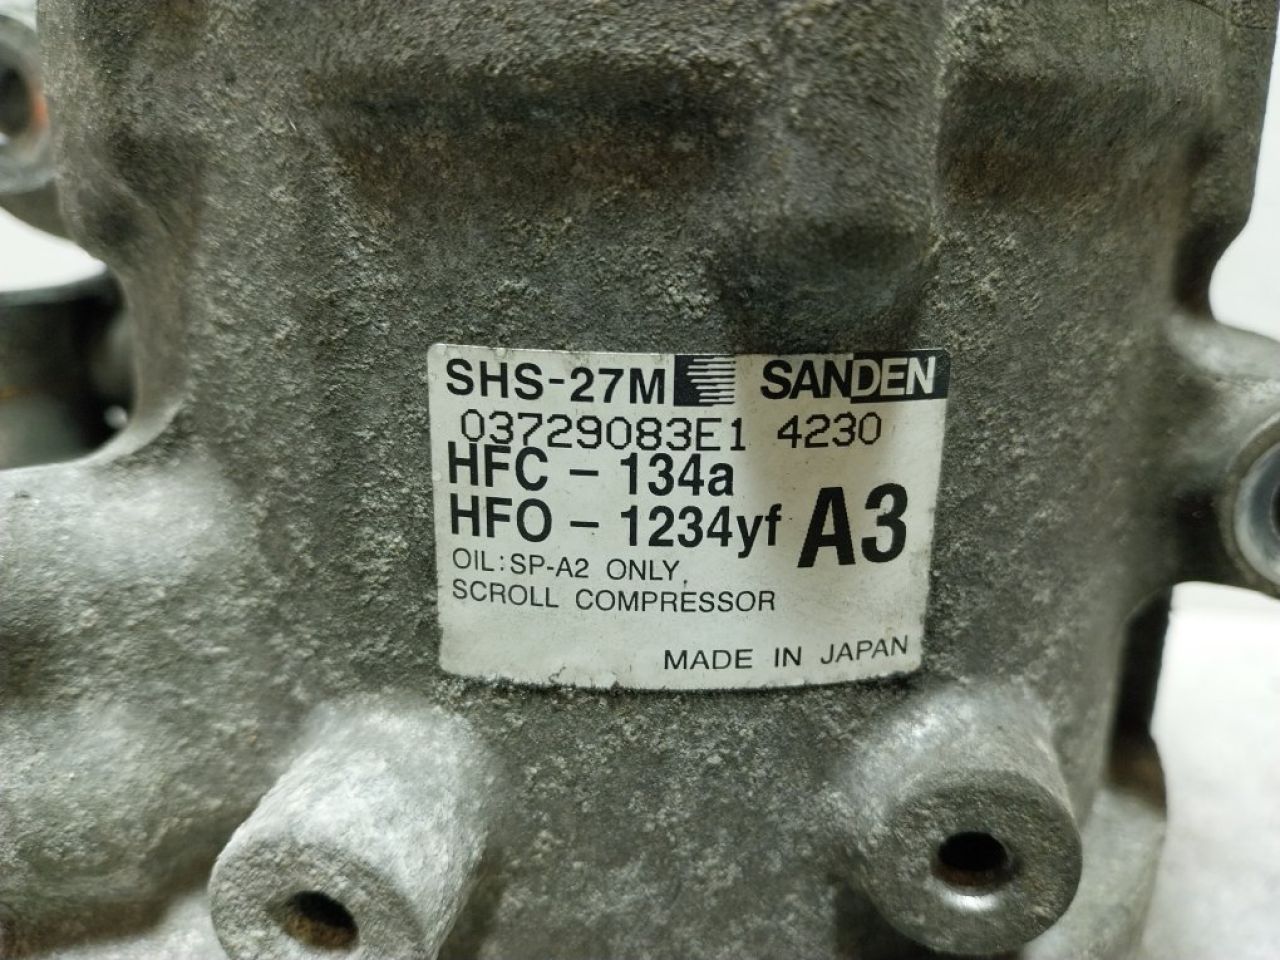 SHS-27M SANDEN
03729083E1 4230
HFC - 134a
HFO - 1234yf A3
OIL:SP-A2 ONLY.
SCROLL COMPRESSOR
MADE IN JAPAN